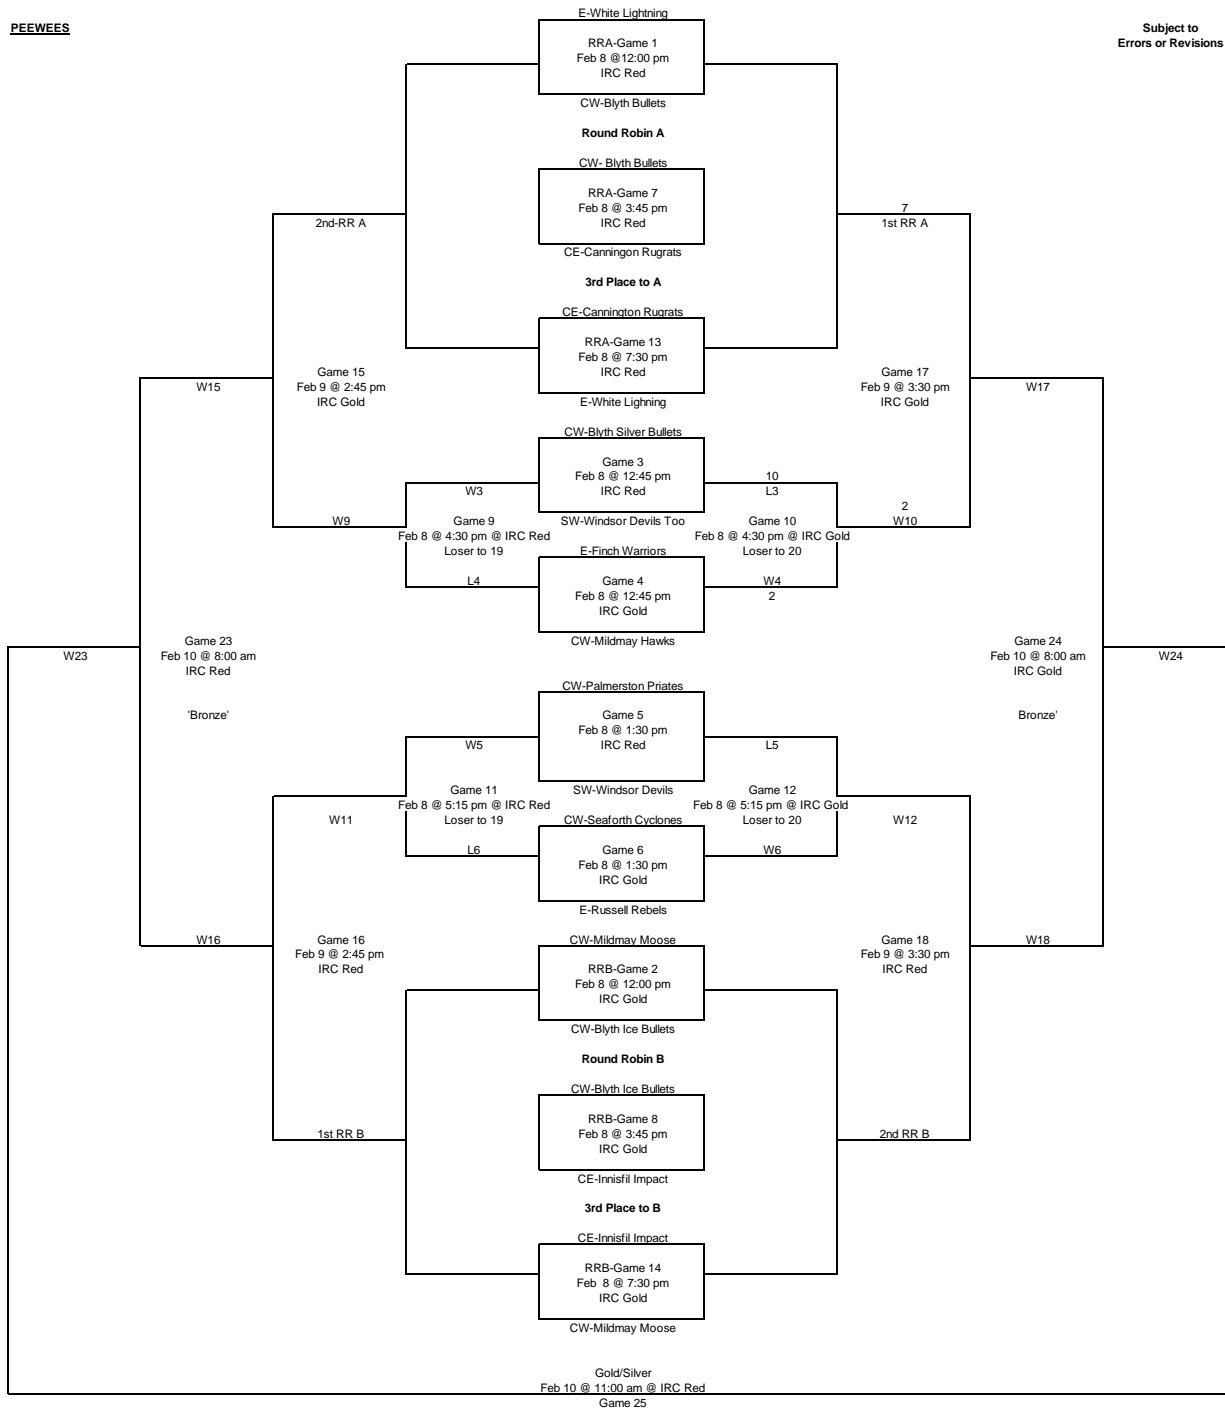 PEEWEES
Subject to
Errors or Revisions
E-White Lightning
RRA-Game 1
Feb 8 @12:00 pm
IRC Red
CW-Blyth Bullets
Round Robin A
CW- Blyth Bullets
RRA-Game 7
Feb 8 @ 3:45 pm
IRC Red
CE-Canningon Rugrats
2nd-RR A
7
1st RR A
3rd Place to A
CE-Cannington Rugrats
RRA-Game 13
Feb 8 @ 7:30 pm
IRC Red
E-White Lighning
Game 15
Feb 9 @ 2:45 pm
IRC Gold
Game 17
Feb 9 @ 3:30 pm
IRC Gold
W15
W17
CW-Blyth Silver Bullets
Game 3
Feb 8 @ 12:45 pm
IRC Red
SW-Windsor Devils Too
W3
10
L3
W9
Game 9
Feb 8 @ 4:30 pm @ IRC Red
Loser to 19
Game 10
Feb 8 @ 4:30 pm @ IRC Gold
Loser to 20
2
W10
E-Finch Warriors
Game 4
Feb 8 @ 12:45 pm
IRC Gold
CW-Mildmay Hawks
L4
W4
2
W23
Game 23
Feb 10 @ 8:00 am
IRC Red
'Bronze'
Game 24
Feb 10 @ 8:00 am
IRC Gold
Bronze'
W24
CW-Palmerston Priates
Game 5
Feb 8 @ 1:30 pm
IRC Red
SW-Windsor Devils
W5
L5
W11
Game 11
Feb 8 @ 5:15 pm @ IRC Red
Loser to 19
Game 12
Feb 8 @ 5:15 pm @ IRC Gold
Loser to 20
W12
CW-Seaforth Cyclones
Game 6
Feb 8 @ 1:30 pm
IRC Gold
E-Russell Rebels
L6
W6
W16
Game 16
Feb 9 @ 2:45 pm
IRC Red
Game 18
Feb 9 @ 3:30 pm
IRC Red
W18
CW-Mildmay Moose
RRB-Game 2
Feb 8 @ 12:00 pm
IRC Gold
CW-Blyth Ice Bullets
Round Robin B
CW-Blyth Ice Bullets
RRB-Game 8
Feb 8 @ 3:45 pm
IRC Gold
CE-Innisfil Impact
1st RR B
2nd RR B
3rd Place to B
CE-Innisfil Impact
RRB-Game 14
Feb  8 @ 7:30 pm
IRC Gold
CW-Mildmay Moose
Gold/Silver
Feb 10 @ 11:00 am @ IRC Red
Game 25